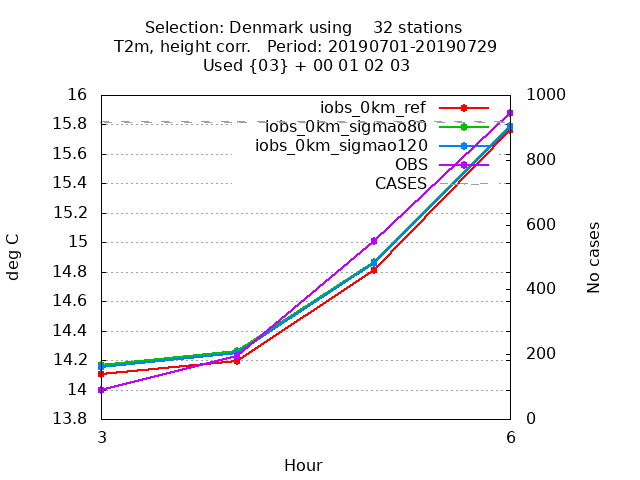 Selection: Denmark using    32 stations
T2m, height corr.   Period: 20190701-20190729
Used {03} + 00 01 02 03
16
15.8
15.6
15.4
15.2
15
14.8
14.6
14.4
14.2
14
13.8
deg C
1000
800
600
400
200
0
No cases
iobs_0km_ref
iobs_0km_sigmao80
iobs_0km_sigmao120
OBS
CASES
3
6
Hour